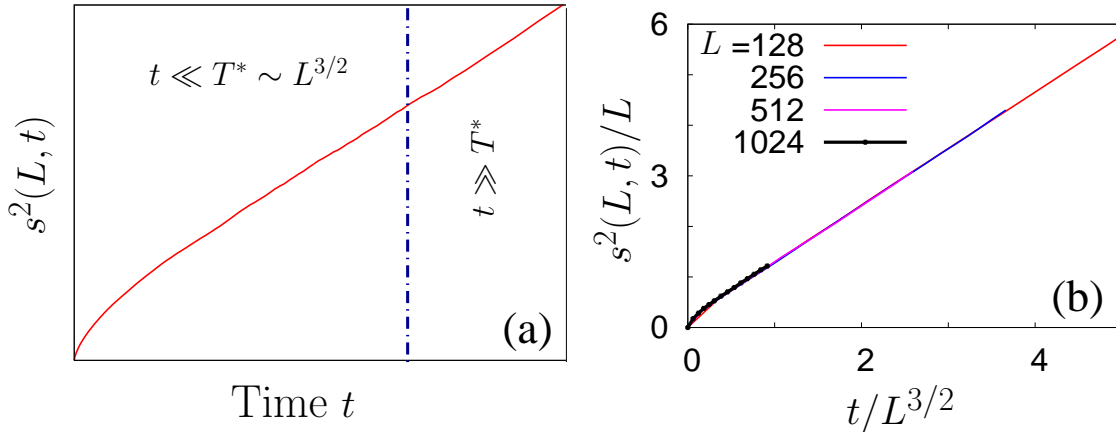 t ≪ T* ∼ L^{3/2}
t ≫ T*
s²(L, t)
(a)
Time t
L =128
256
512
1024
6
3
0
s²(L, t)/L
(b)
0 2 4
t/L^{3/2}